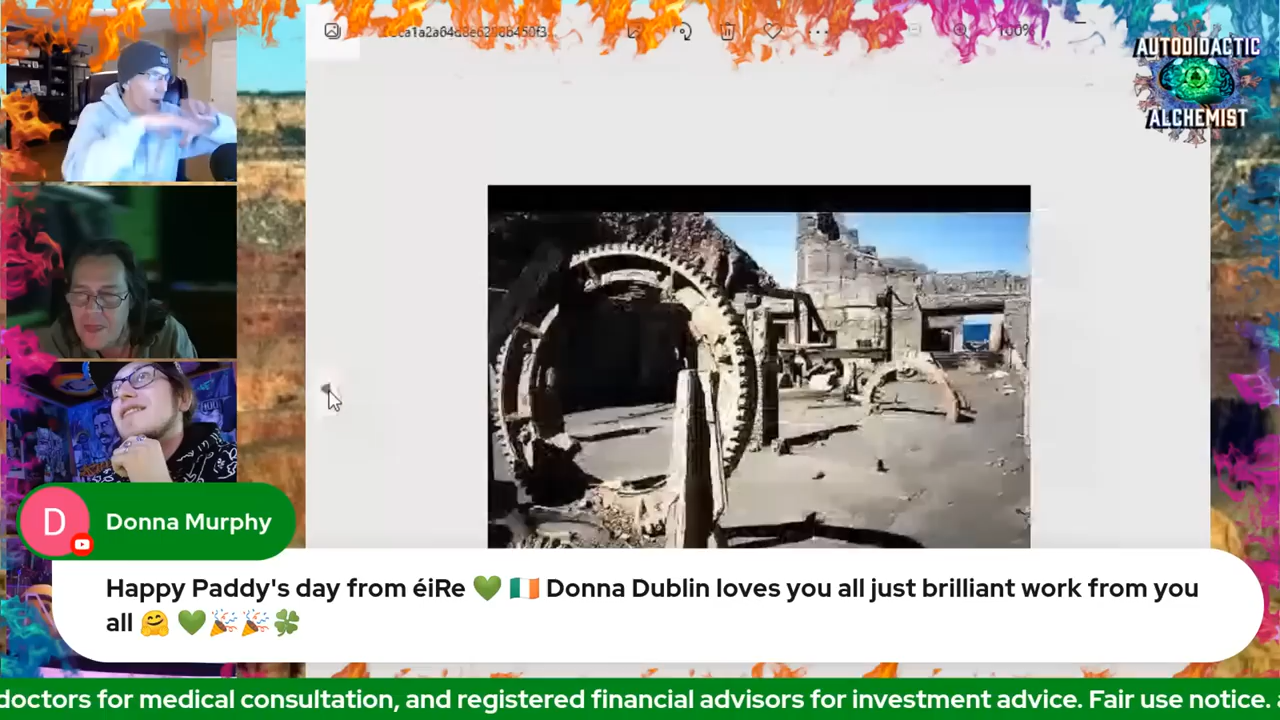 100%
AUTODIDACTIC
ALCHEMIST
D
Donna Murphy
Happy Paddy's day from éiRe 💚 🇮🇪 Donna Dublin loves you all just brilliant work from you
all 🤗 💚🎉🎉🍀
doctors for medical consultation, and registered financial advisors for investment advice. Fair use notice.